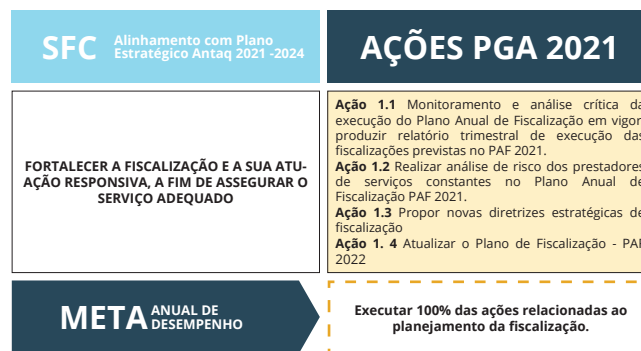 SFC Alinhamento com Plano
Estratégico Antaq 2021 -2024
AÇÕES PGA 2021
FORTALECER A FISCALIZAÇÃO E A SUA ATU-
AÇÃO RESPONSIVA, A FIM DE ASSEGURAR O
SERVIÇO ADEQUADO
Ação 1.1 Monitoramento e análise crítica da
execução do Plano Anual de Fiscalização em vigor
produzir relatório trimestral de execução das
fiscalizações previstas no PAF 2021.
Ação 1.2 Realizar análise de risco dos prestadores
de serviços constantes no Plano Anual de
Fiscalização PAF 2021.
Ação 1.3 Propor novas diretrizes estratégicas de
fiscalização
Ação 1. 4 Atualizar o Plano de Fiscalização - PAF
2022
META ANUAL DE
DESEMPENHO
Executar 100% das ações relacionadas ao
planejamento da fiscalização.